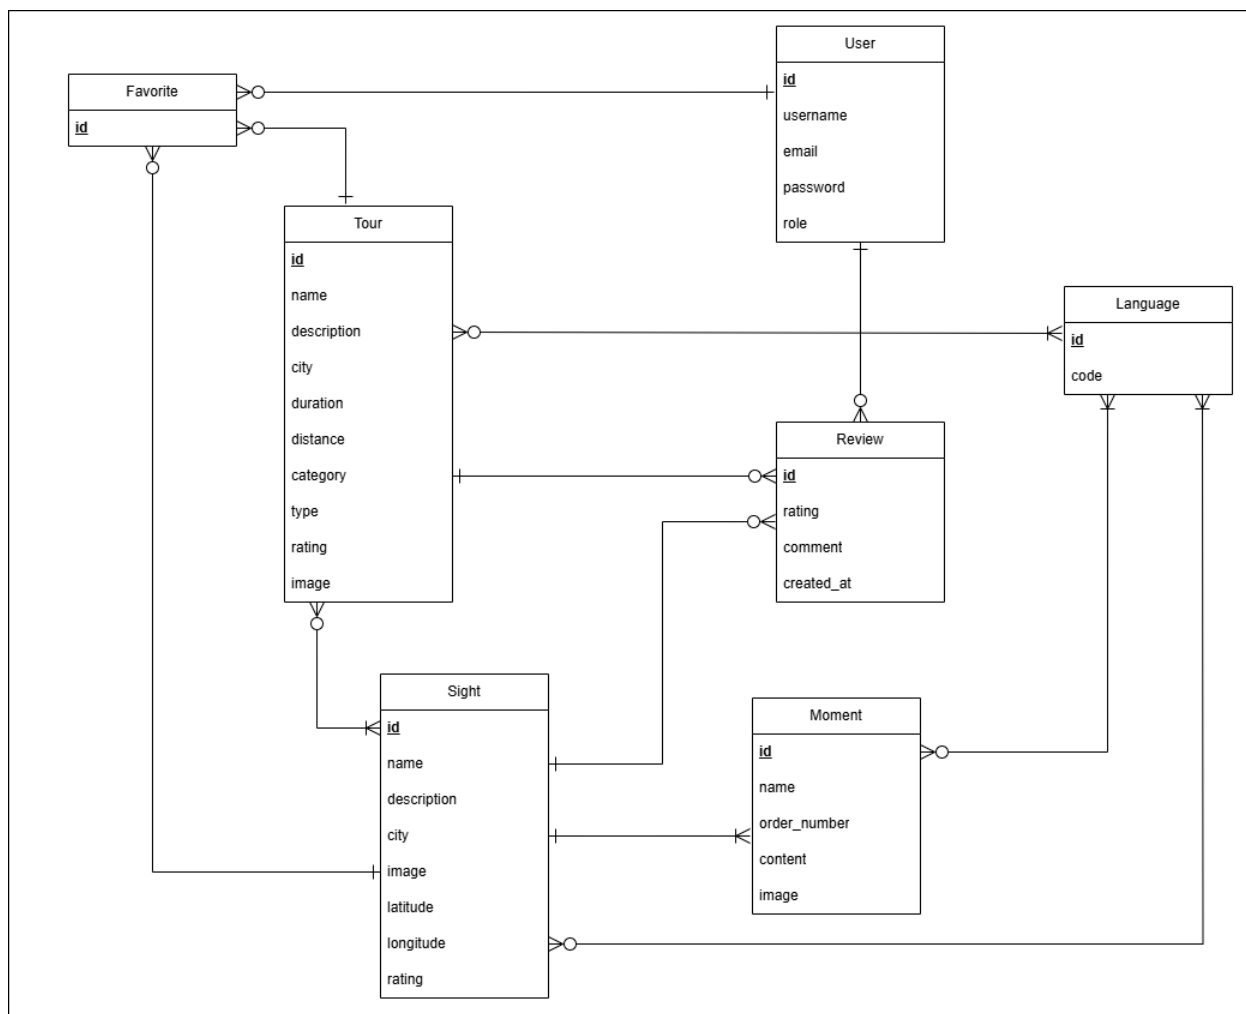 User
id
username
email
password
role
Favorite
id
Tour
id
name
description
city
duration
distance
category
type
rating
image
Language
id
code
Review
id
rating
comment
created_at
Sight
id
name
description
city
image
latitude
longitude
rating
Moment
id
name
order_number
content
image